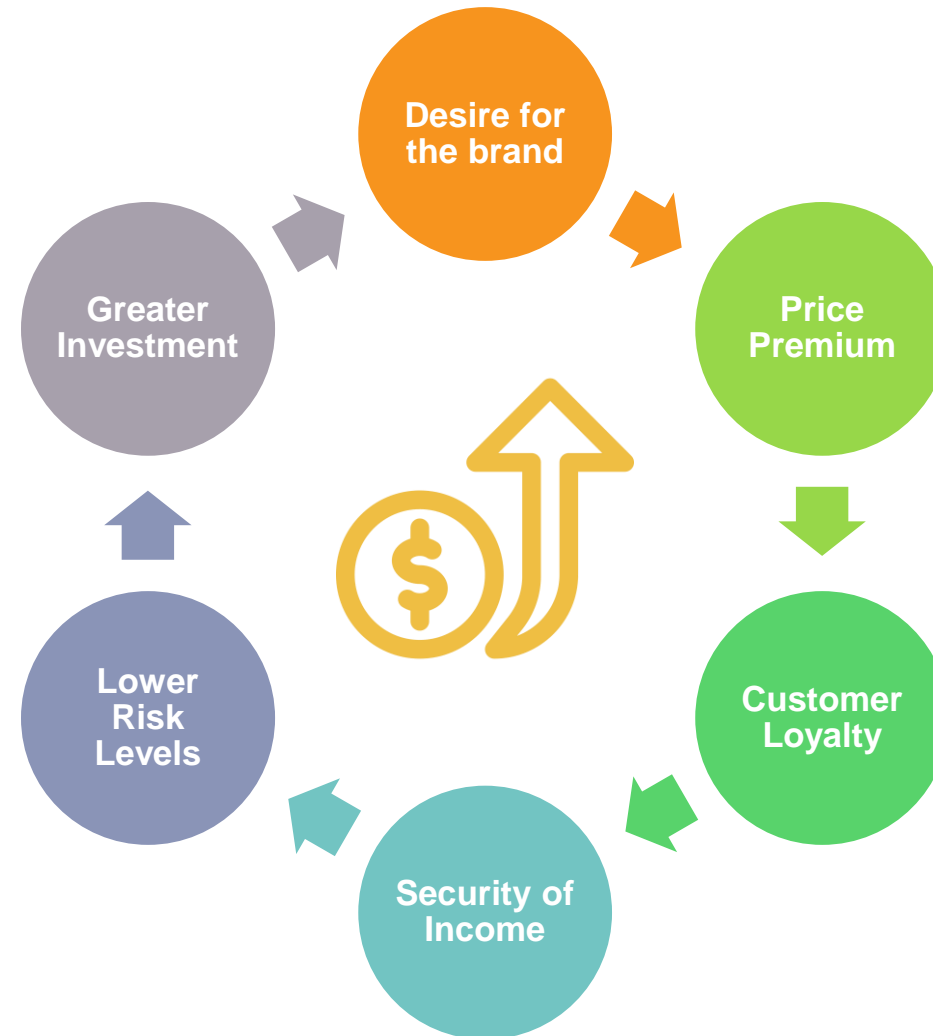 Desire for
the brand
Price
Premium
Customer
Loyalty
Security of
Income
Lower
Risk
Levels
Greater
Investment
$